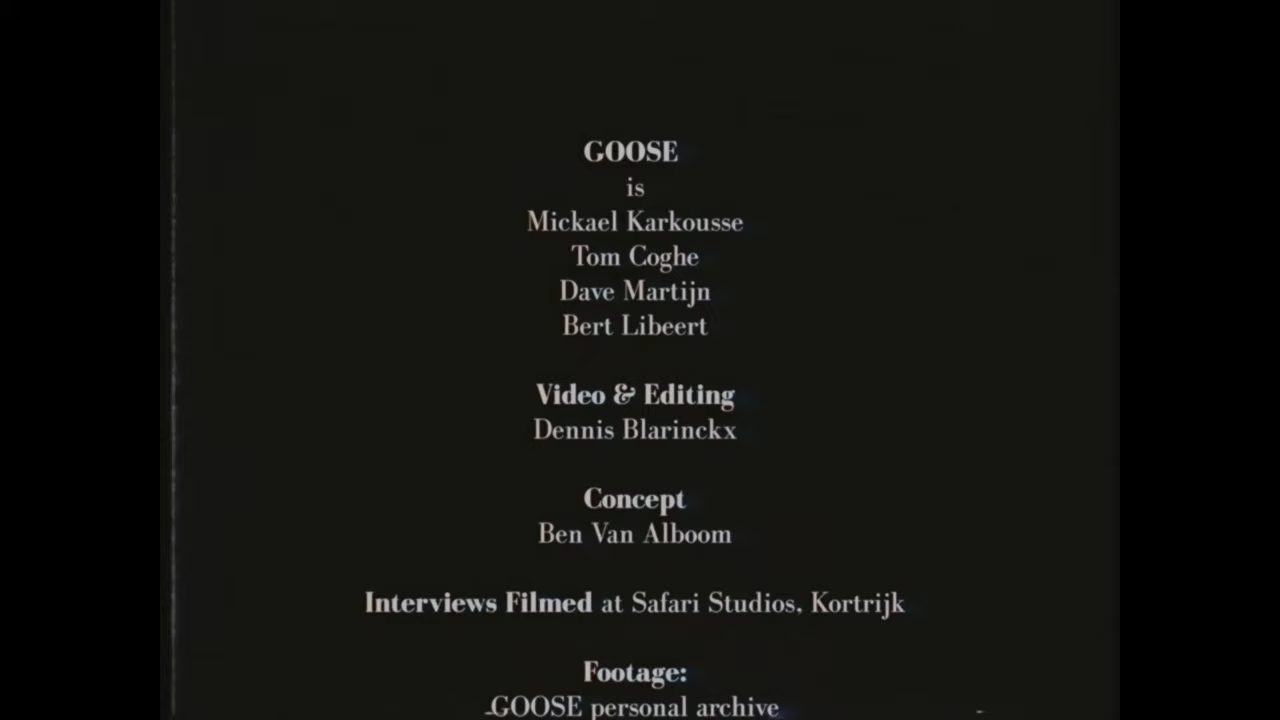 GOOSE
is
Mickael Karkousse
Tom Coghe
Dave Martijn
Bert Libeert
Video & Editing
Dennis Blarinckx
Concept
Ben Van Alboom
Interviews Filmed at Safari Studios, Kortrijk
Footage:
GOOSE personal archive